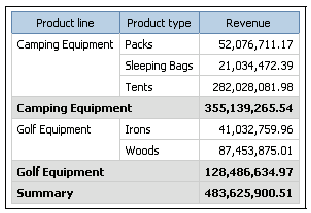 Product line Product type Revenue
Camping Equipment Packs 52,076,711.17
Sleeping Bags 21,034,472.39
Tents 282,028,081.98
Camping Equipment 355,139,265.54
Golf Equipment Irons 41,032,759.96
Woods 87,453,875.01
Golf Equipment 128,486,634.97
Summary 483,625,900.51